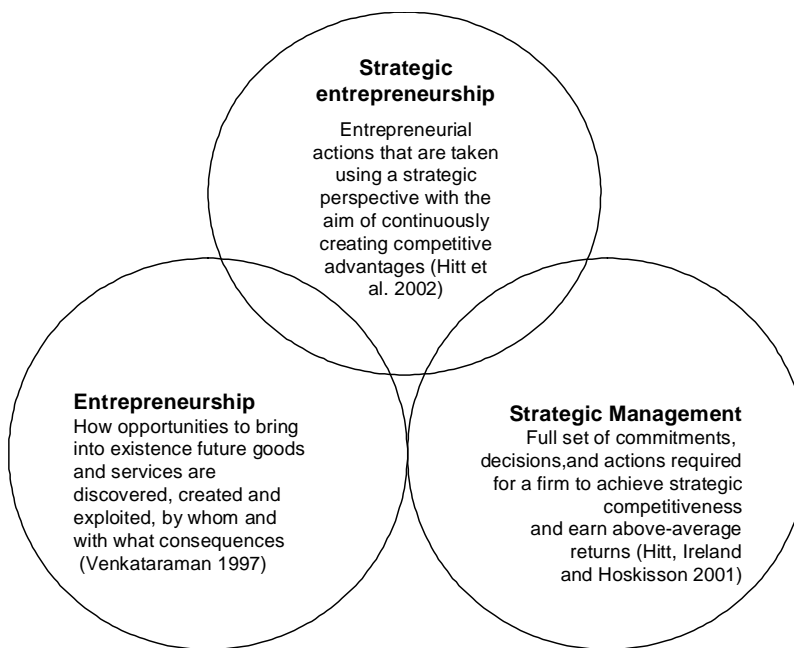 Strategic
entrepreneurship
Entrepreneurial
actions that are taken
using a strategic
perspective with the
aim of continuously
creating competitive
advantages (Hitt et
al. 2002)
Entrepreneurship
How opportunities to bring
into existence future goods
and services are
discovered, created and
exploited, by whom and
with what consequences
(Venkataraman 1997)
Strategic Management
Full set of commitments,
decisions,and actions required
for a firm to achieve strategic
competitiveness
and earn above-average
returns (Hitt, Ireland
and Hoskisson 2001)